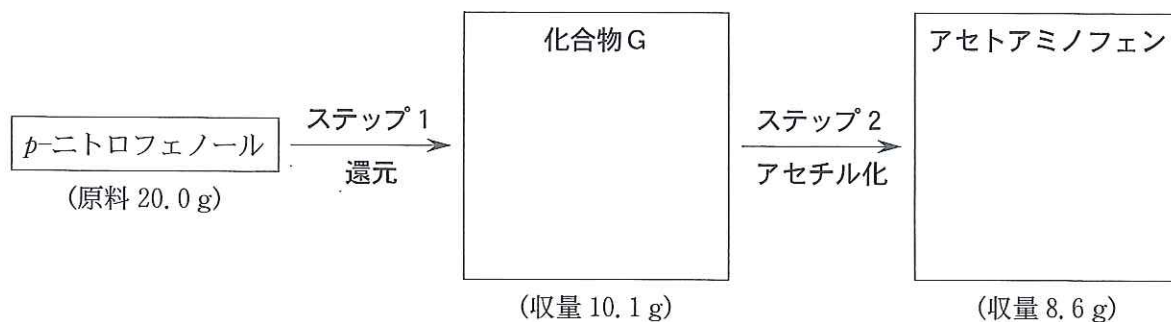 化合物G
アセトアミノフェン
p-ニトロフェノール
ステップ1
還元
ステップ2
アセチル化
(原料 20.0 g)
(収量 10.1 g)
(収量 8.6 g)